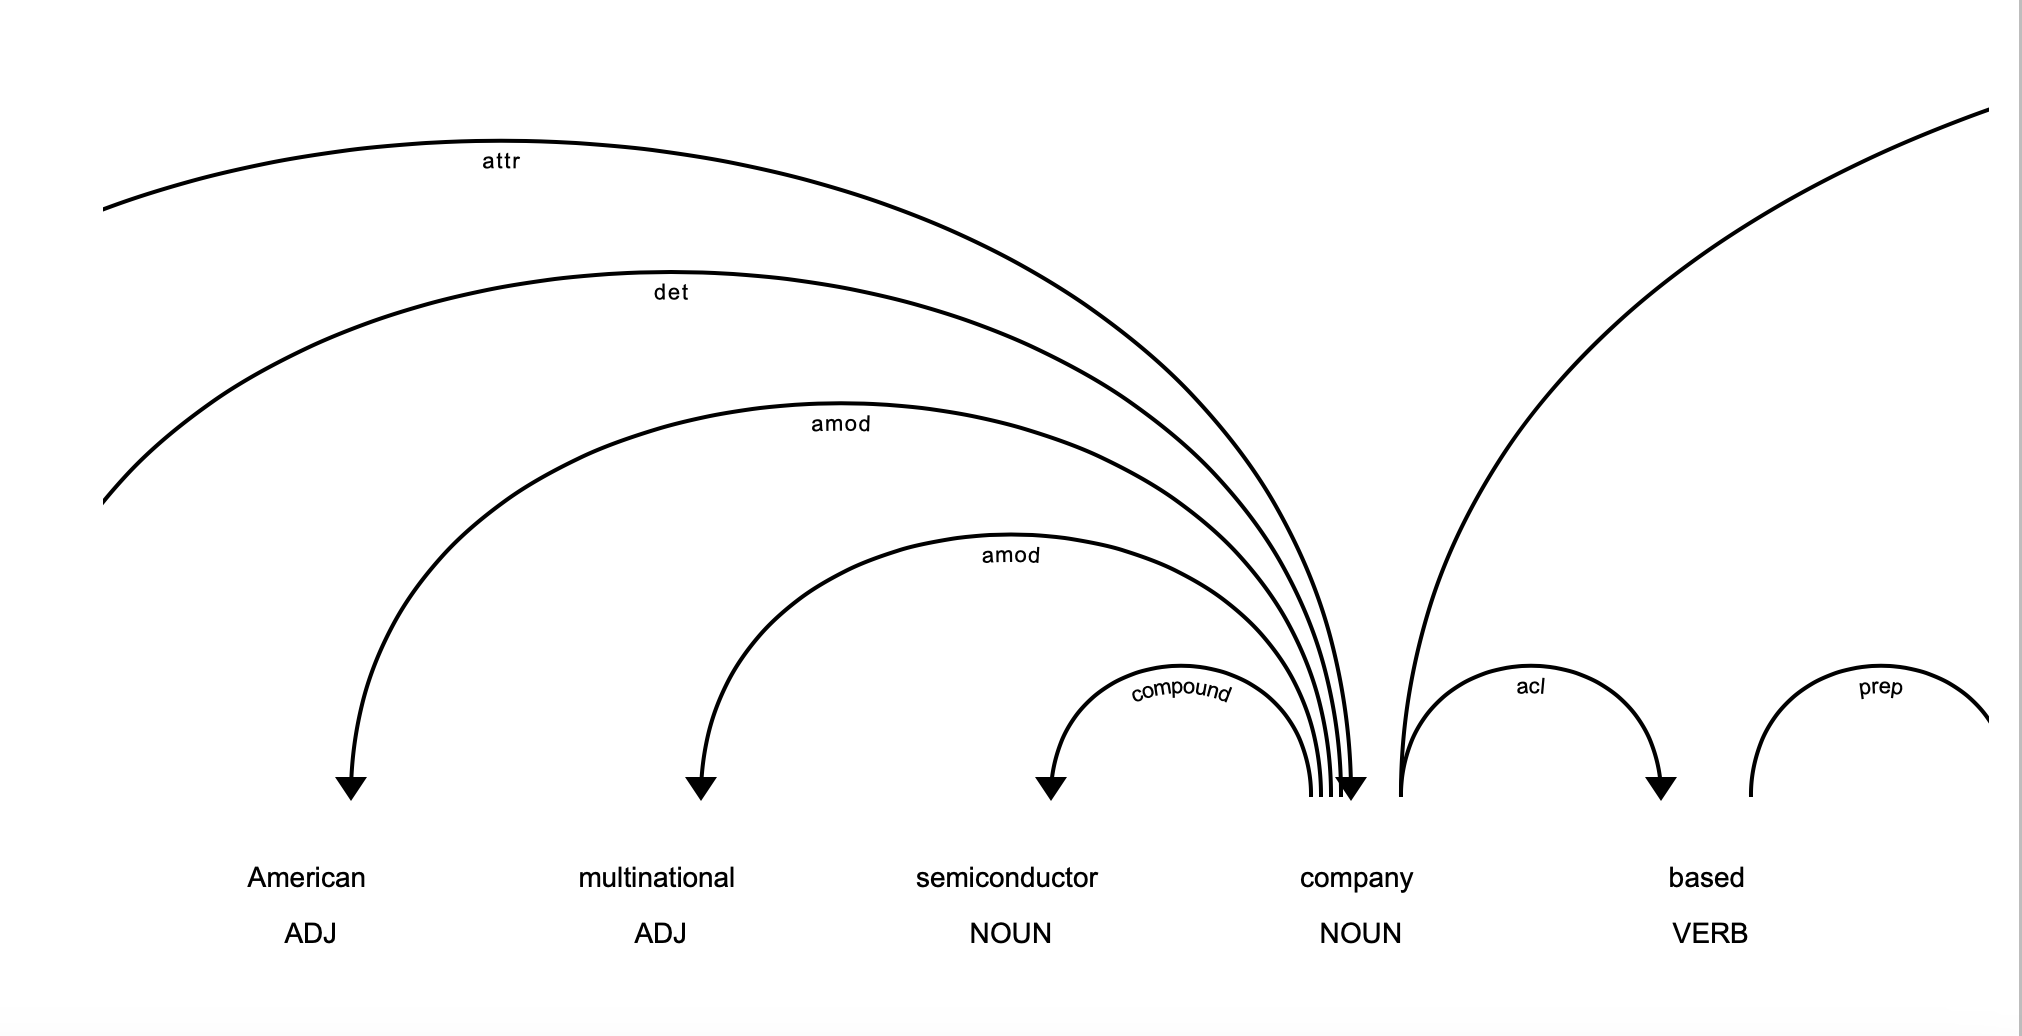 attr
det
amod
amod
compound acl prep
American multinational semiconductor company based
ADJ ADJ NOUN NOUN VERB